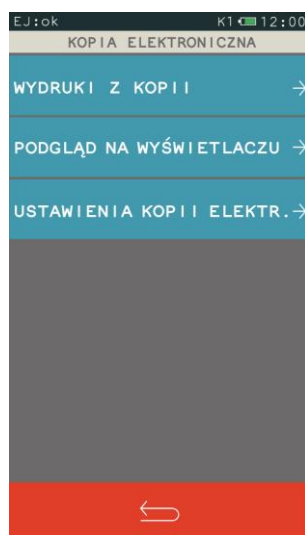 EJ:ok K1 12:00
KOPIA ELEKTRONICZNA
WYDRUKI Z KOPII
PODGLĄD NA WYŚWIETLACZU
USTAWIENIA KOPII ELEKTR.